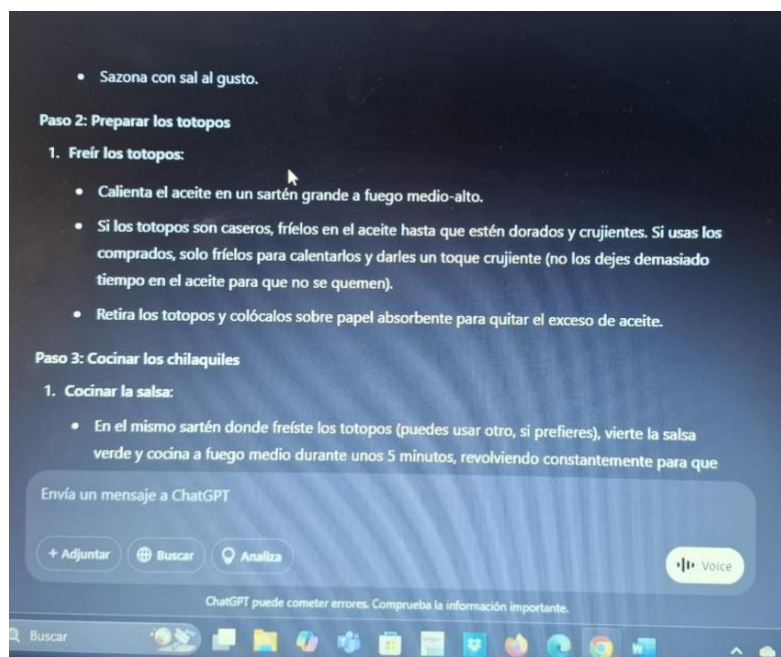 • Sazona con sal al gusto.
Paso 2: Preparar los totopos
1. Freír los totopos:
• Calienta el aceite en un sartén grande a fuego medio-alto.
• Si los totopos son caseros, fríelos en el aceite hasta que estén dorados y crujientes. Si usas los
comprados, solo fríelos para calentarlos y darles un toque crujiente (no los dejes demasiado
tiempo en el aceite para que no se quemen).
• Retira los totopos y colócalos sobre papel absorbente para quitar el exceso de aceite.
Paso 3: Cocinar los chilaquiles
1. Cocinar la salsa:
• En el mismo sartén donde freíste los totopos (puedes usar otro, si prefieres), vierte la salsa
verde y cocina a fuego medio durante unos 5 minutos, revolviendo constantemente para que
Envía un mensaje a ChatGPT
+ Adjuntar Buscar Analiza
Voice
ChatGPT puede cometer errores. Comprueba la información importante.
Buscar